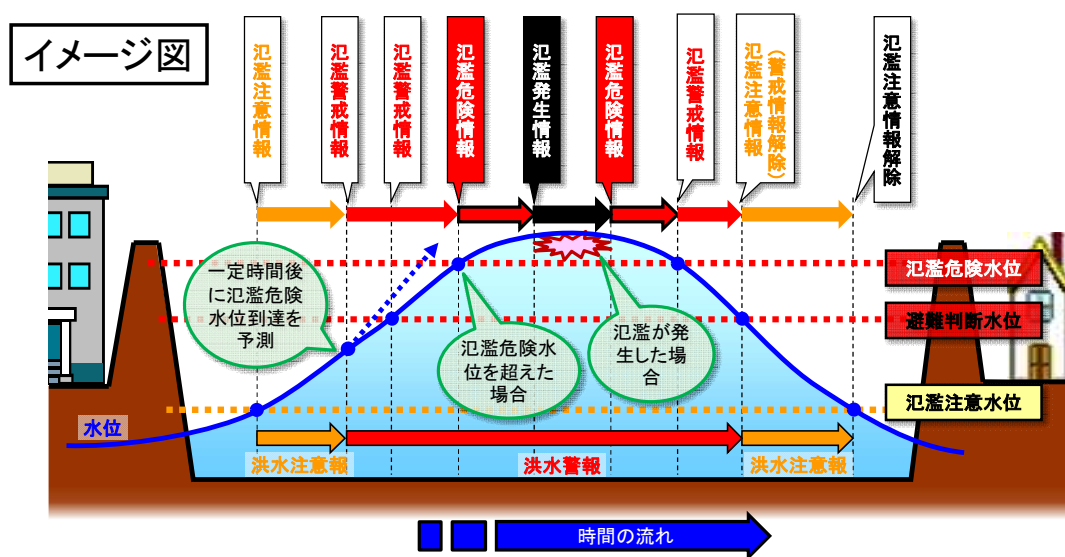 イメージ図
氾濫注意情報
氾濫警戒情報
氾濫警戒情報
氾濫危険情報
氾濫発生情報
氾濫危険情報
氾濫警戒情報
(警戒情報解除)
氾濫注意情報
氾濫注意情報解除
一定時間後
に氾濫危険
水位到達を
予測
氾濫危険水
位を超えた
場合
氾濫が発
生した場
合
氾濫危険水位
避難判断水位
氾濫注意水位
水位
洪水注意報
洪水警報
洪水注意報
時間の流れ